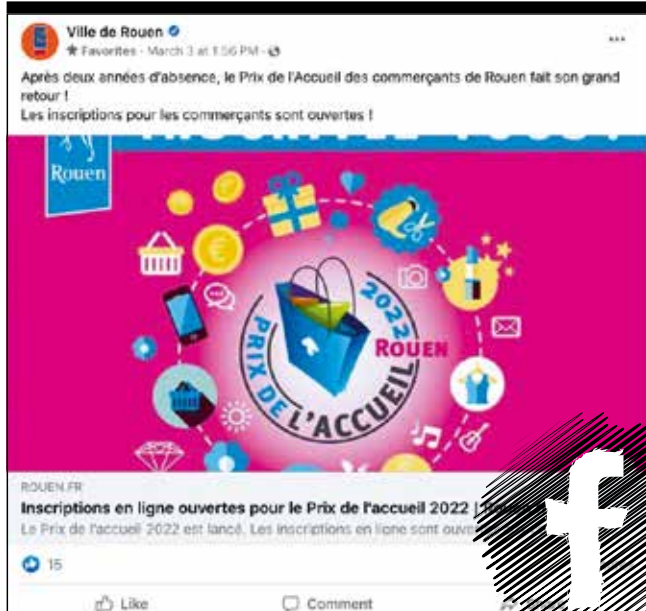 Ville de Rouen
Favorites · March 3 at 1:56 PM ·
Après deux années d'absence, le Prix de l'Accueil des commerçants de Rouen fait son grand
retour !
Les inscriptions pour les commerçants sont ouvertes !
Rouen
PRIX DE L'ACCUEIL 2022
ROUEN
ROUEN.FR
Inscriptions en ligne ouvertes pour le Prix de l'accueil 2022 |
Le Prix de l'accueil 2022 est lancé. Les inscriptions en ligne sont
15
Like Comment
f